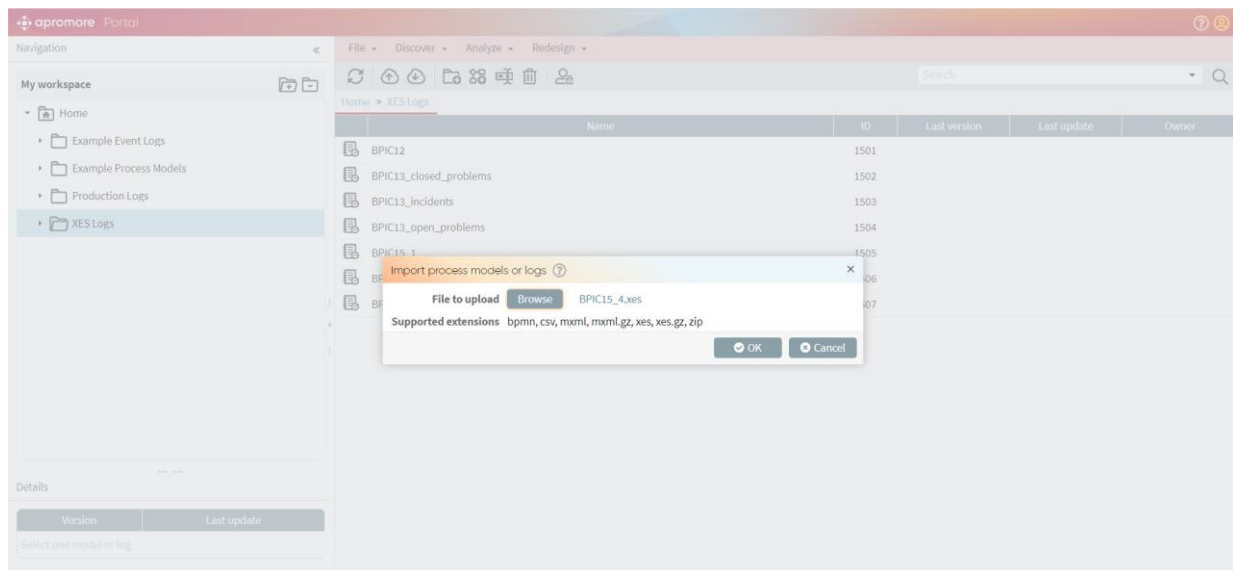 apromore Portal
Navigation
File Discover Analyze Redesign
My workspace
Search
Home > XES Logs
Home
Example Event Logs
Example Process Models
Production Logs
XES Logs
Name ID Last version Last update Owner
BPIC12 1501
BPIC13_closed_problems 1502
BPIC13_incidents 1503
BPIC13_open_problems 1504
BPIC15_1 1505
Import process models or logs
File to upload Browse BPIC15_4.xes
Supported extensions bpmn, csv, mxml, mxml.gz, xes, xes.gz, zip
OK Cancel
Details
Version Last update
Select one model or log